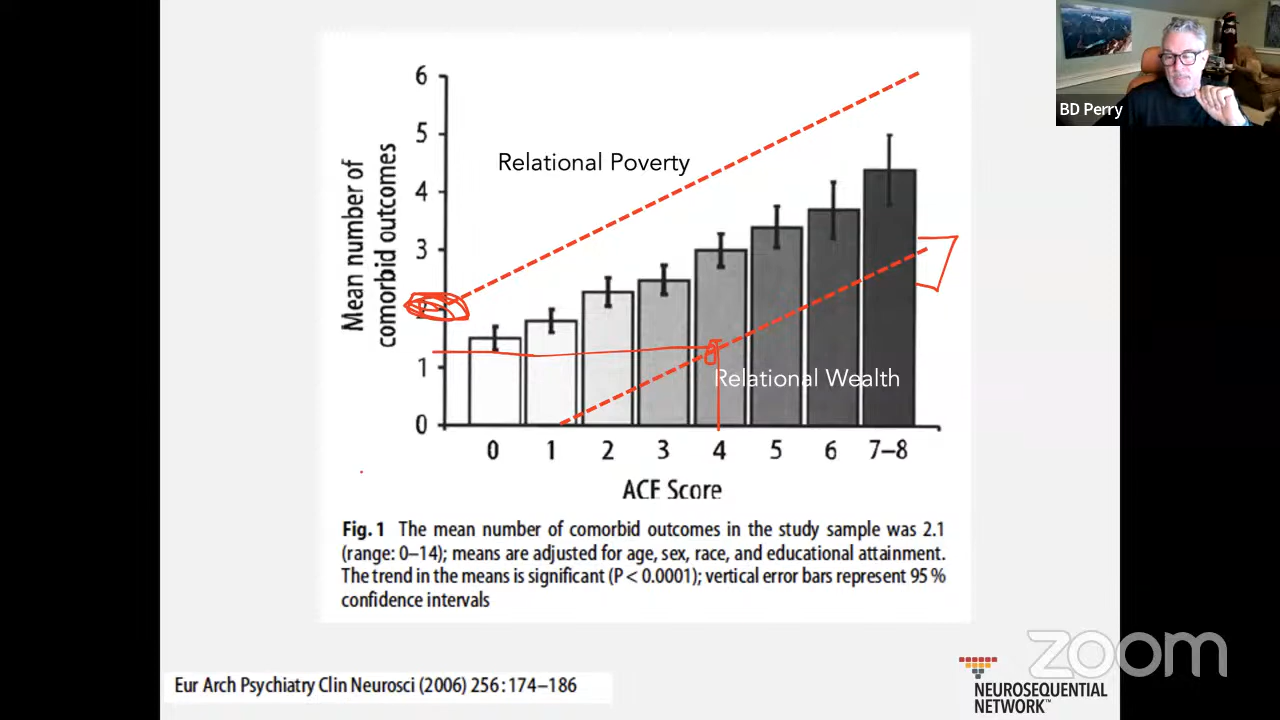 BD Perry
6
5
4
3
1
0
Mean number of
comorbid outcomes
Relational Poverty
Relational Wealth
0 1 2 3 4 5 6 7–8
ACE Score
Fig. 1 The mean number of comorbid outcomes in the study sample was 2.1
(range: 0–14); means are adjusted for age, sex, race, and educational attainment.
The trend in the means is significant (P < 0.0001); vertical error bars represent 95 %
confidence intervals
Eur Arch Psychiatry Clin Neurosci (2006) 256 : 174–186
zoom
NEUROSEQUENTIAL
NETWORK™